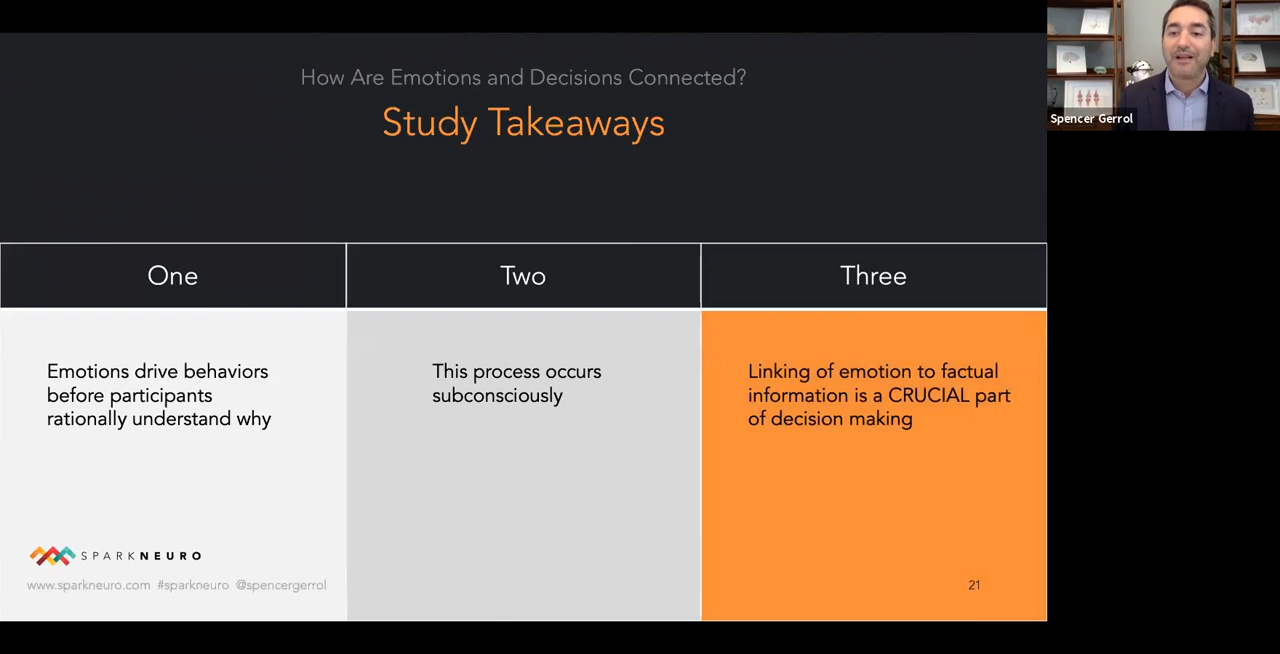 How Are Emotions and Decisions Connected?
Study Takeaways
Spencer Gerrol
One
Two
Three
Emotions drive behaviors
before participants
rationally understand why
This process occurs
subconsciously
Linking of emotion to factual
information is a CRUCIAL part
of decision making
SPARKNEURO
www.sparkneuro.com #sparkneuro @spencergerrol
21